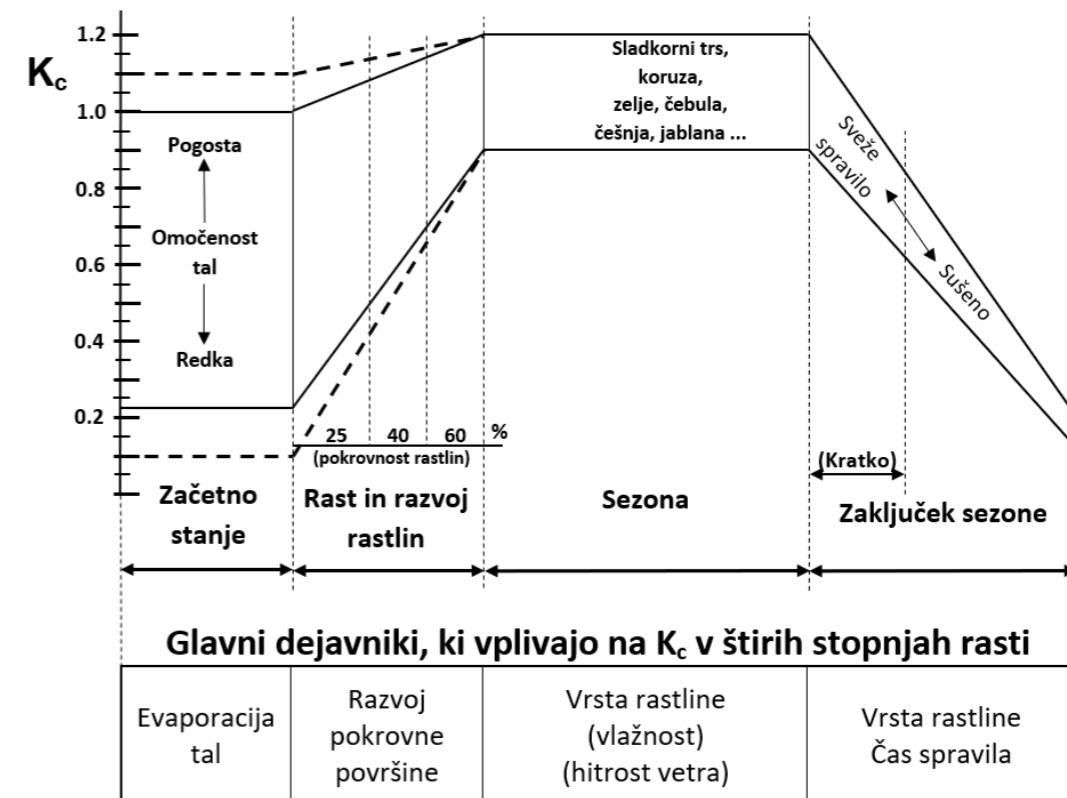 Kc
1.2
1.0
0.8
0.6
0.4
0.2
Pogosta
Omočenost
tal
Redka
25 40 60 %
(pokrovnost rastlin)
Sladkorni trs,
koruza,
zelje, čebula,
češnja, jablana ...
Sveže
spravilo
Sušeno
(Kratko)
Začetno
stanje
Rast in razvoj
rastlin
Sezona
Zaključek sezone
Glavni dejavniki, ki vplivajo na Kc v štirih stopnjah rasti
Evaporacija
tal
Razvoj
pokrovne
površine
Vrsta rastline
(vlažnost)
(hitrost vetra)
Vrsta rastline
Čas spravila